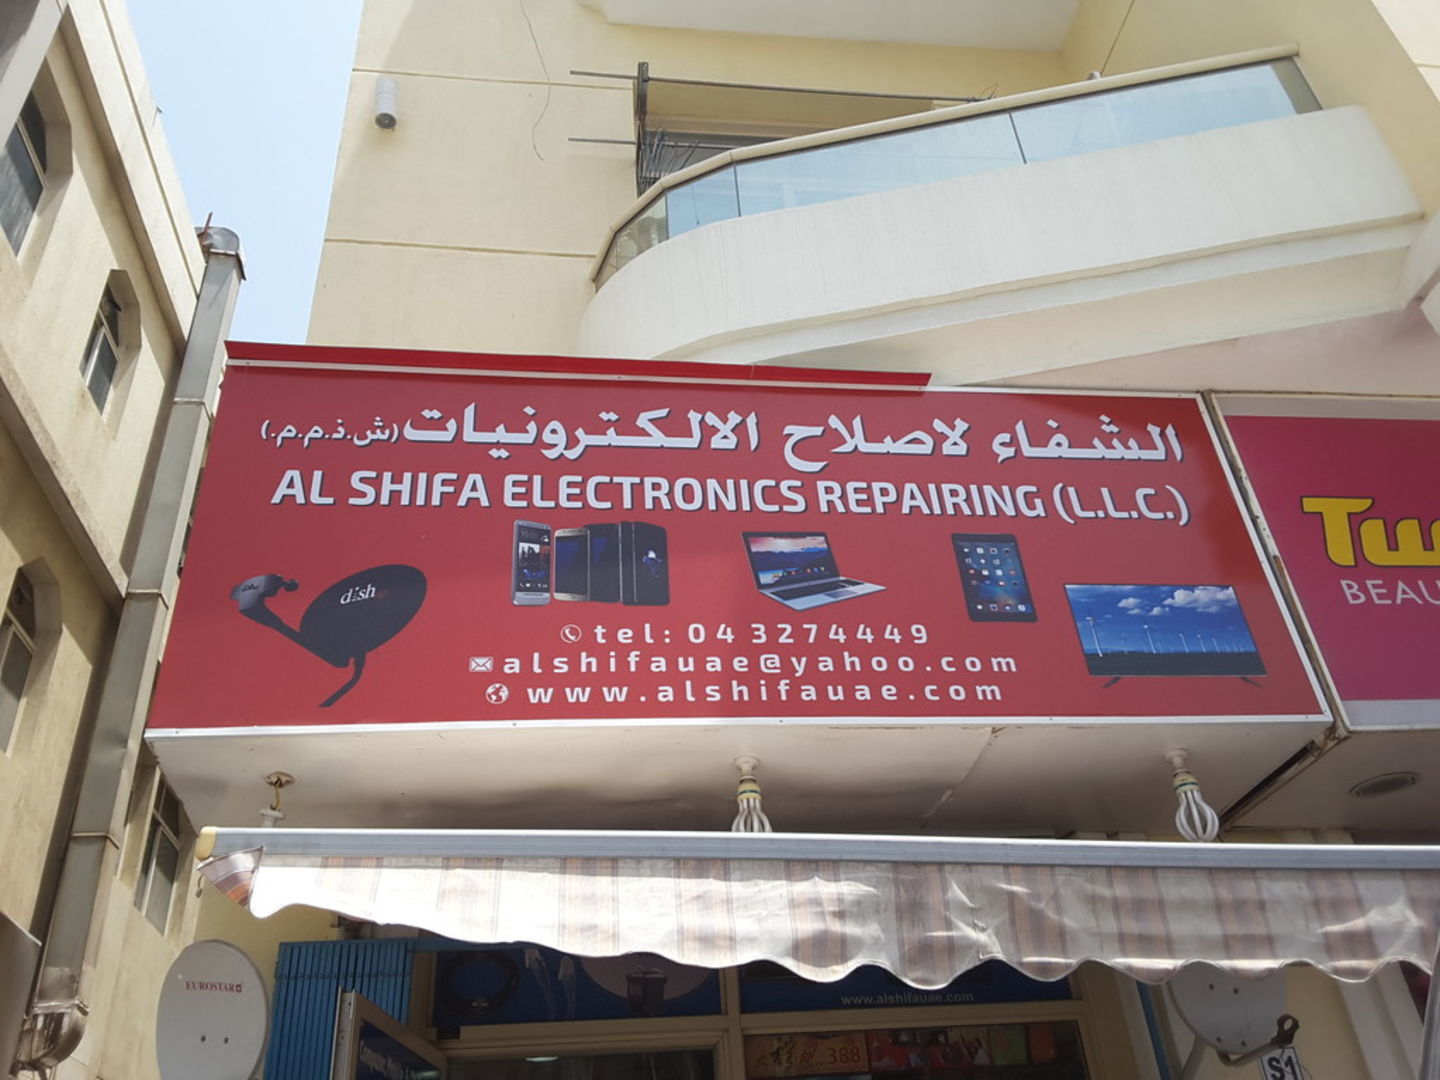 الشفاء لاصلاح الالكترونيات (ش.ذ.م.م.)
AL SHIFA ELECTRONICS REPAIRING (L.L.C.)
dish
tel: 04 3274449
alshifauae@yahoo.com
www.alshifauae.com
BEAU
EUROSTAR
www.alshifauae.com
388
S1